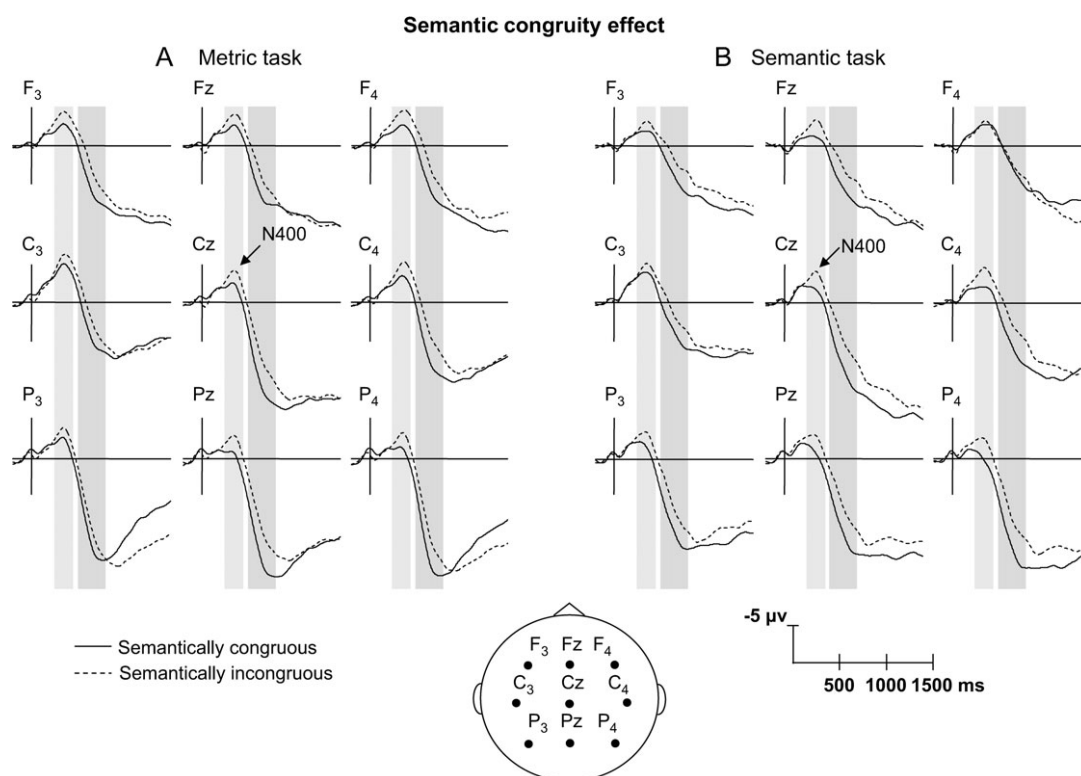 Semantic congruity effect
A Metric task
B Semantic task
F3 Fz F4
F3 Fz F4
C3 Cz N400 C4
C3 Cz N400 C4
P3 Pz P4
P3 Pz P4
Semantically congruous
Semantically incongruous
F3 Fz F4
C3 Cz C4
P3 Pz P4
-5 μv
500 1000 1500 ms